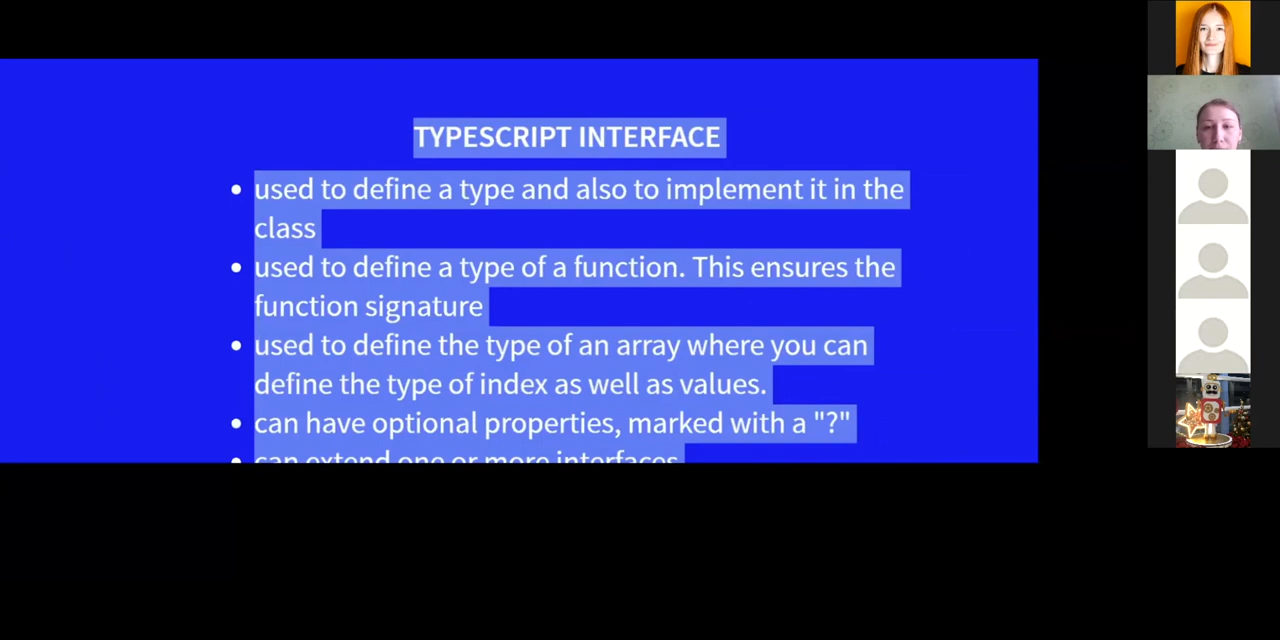 TYPESCRIPT INTERFACE
• used to define a type and also to implement it in the
class
• used to define a type of a function. This ensures the
function signature
• used to define the type of an array where you can
define the type of index as well as values.
• can have optional properties, marked with a "?"
• can extend one or more interfaces